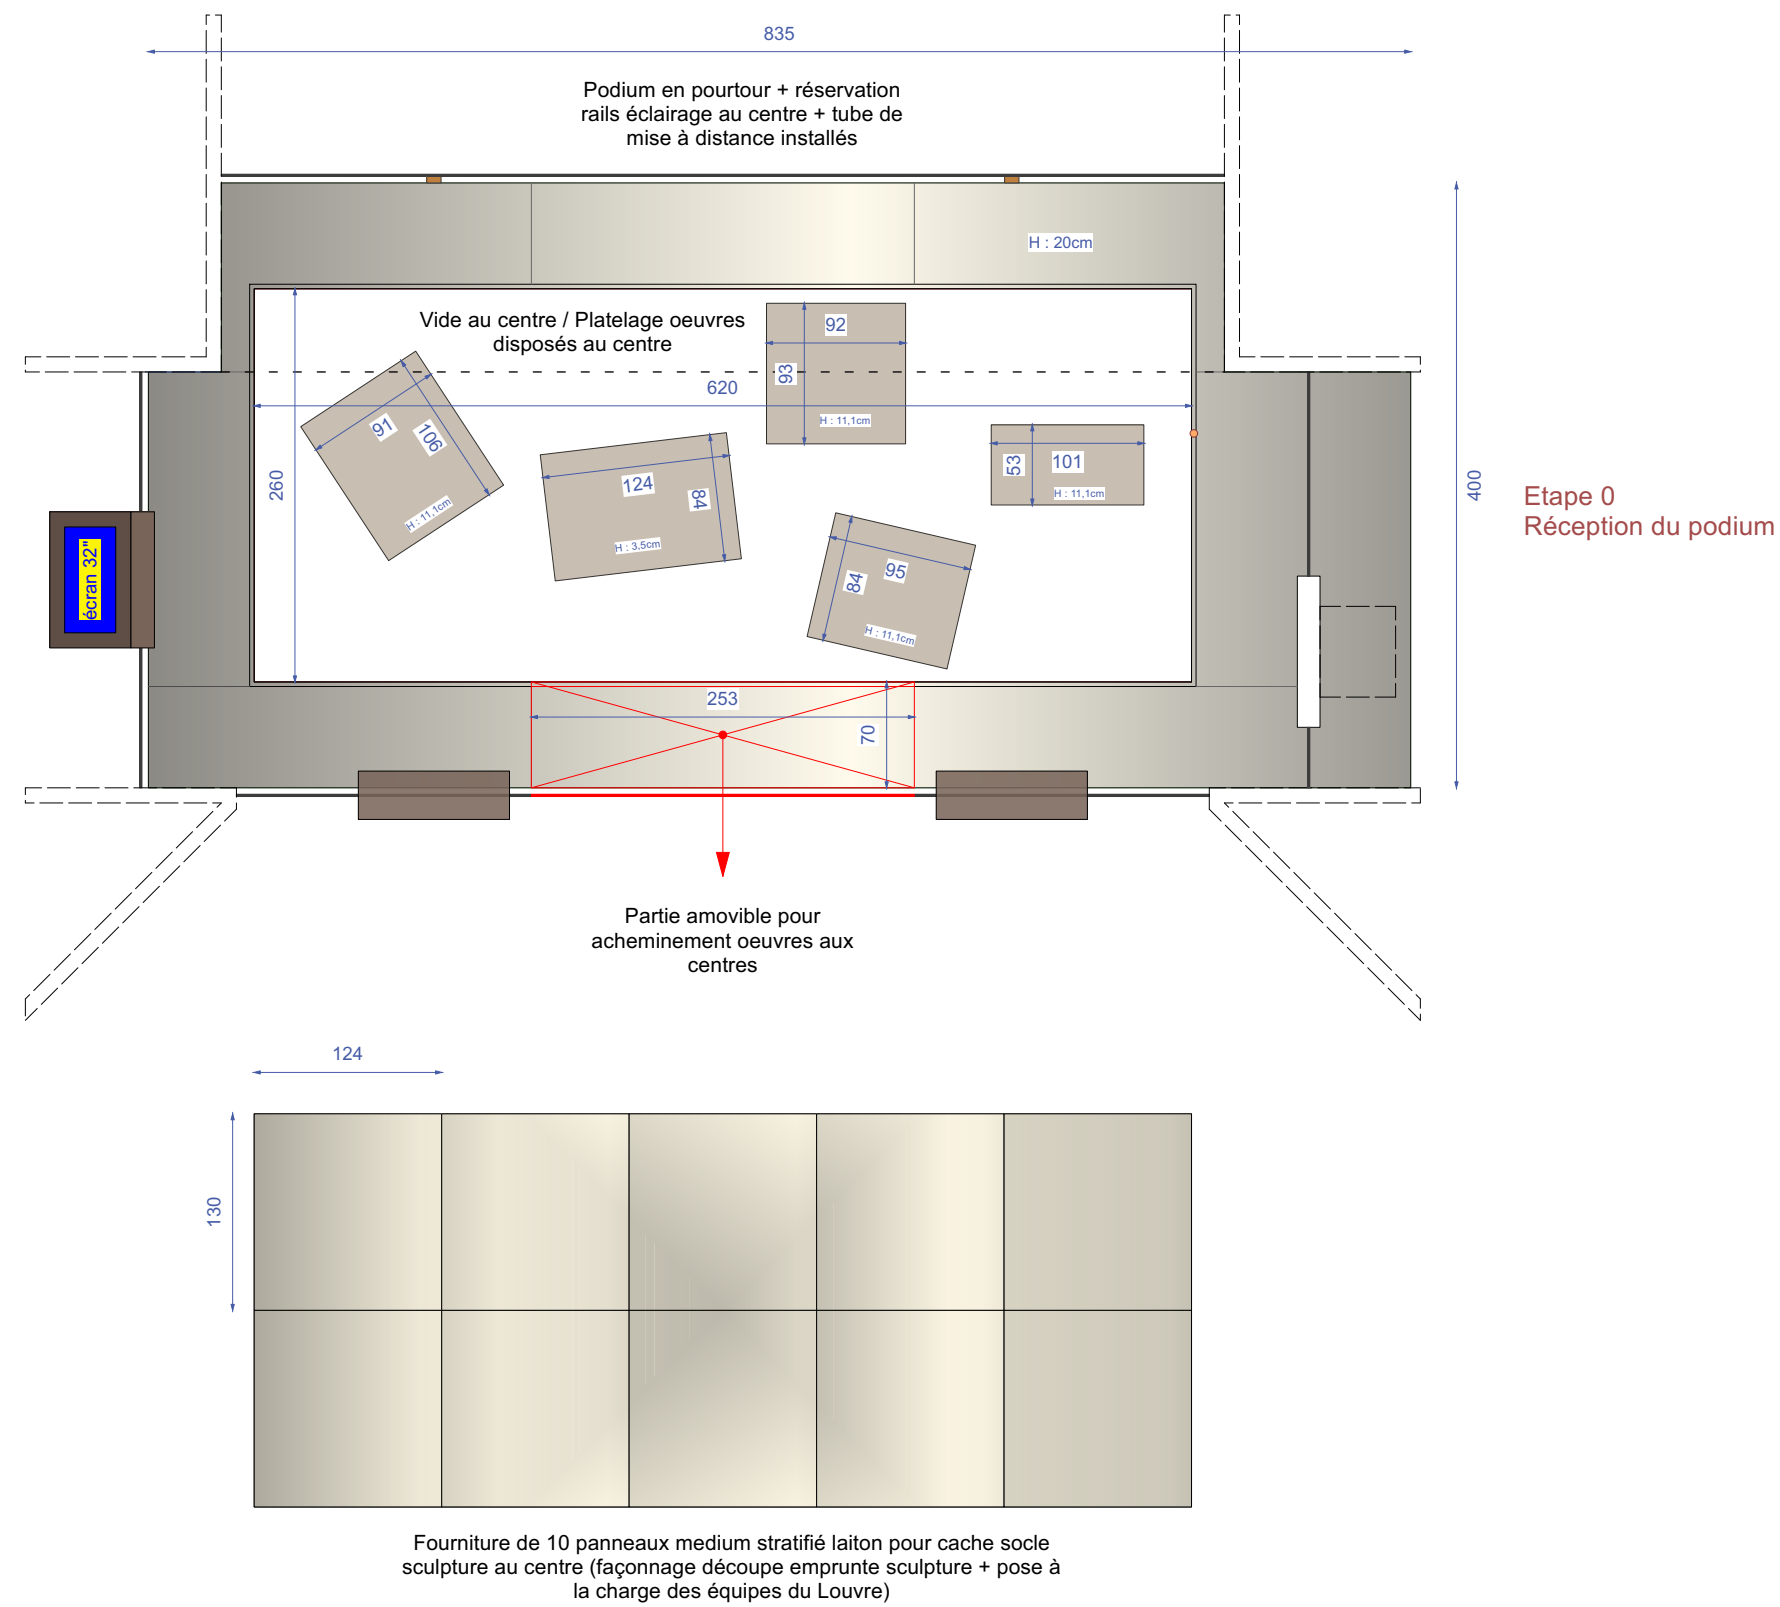 835
Podium en pourtour + réservation
rails éclairage au centre + tube de
mise à distance installés
H : 20cm
Vide au centre / Platelage oeuvres
disposés au centre
92
93
H : 11,1cm
620
91
106
H : 11,1cm
124
84
H : 3,5cm
53
101
H : 11,1cm
260
400
Etape 0
Réception du podium
écran 32"
95
84
H : 11,1cm
253
70
Partie amovible pour
acheminement oeuvres aux
centres
124
130
Fourniture de 10 panneaux medium stratifié laiton pour cache socle
sculpture au centre (façonnage découpe emprunte sculpture + pose à
la charge des équipes du Louvre)